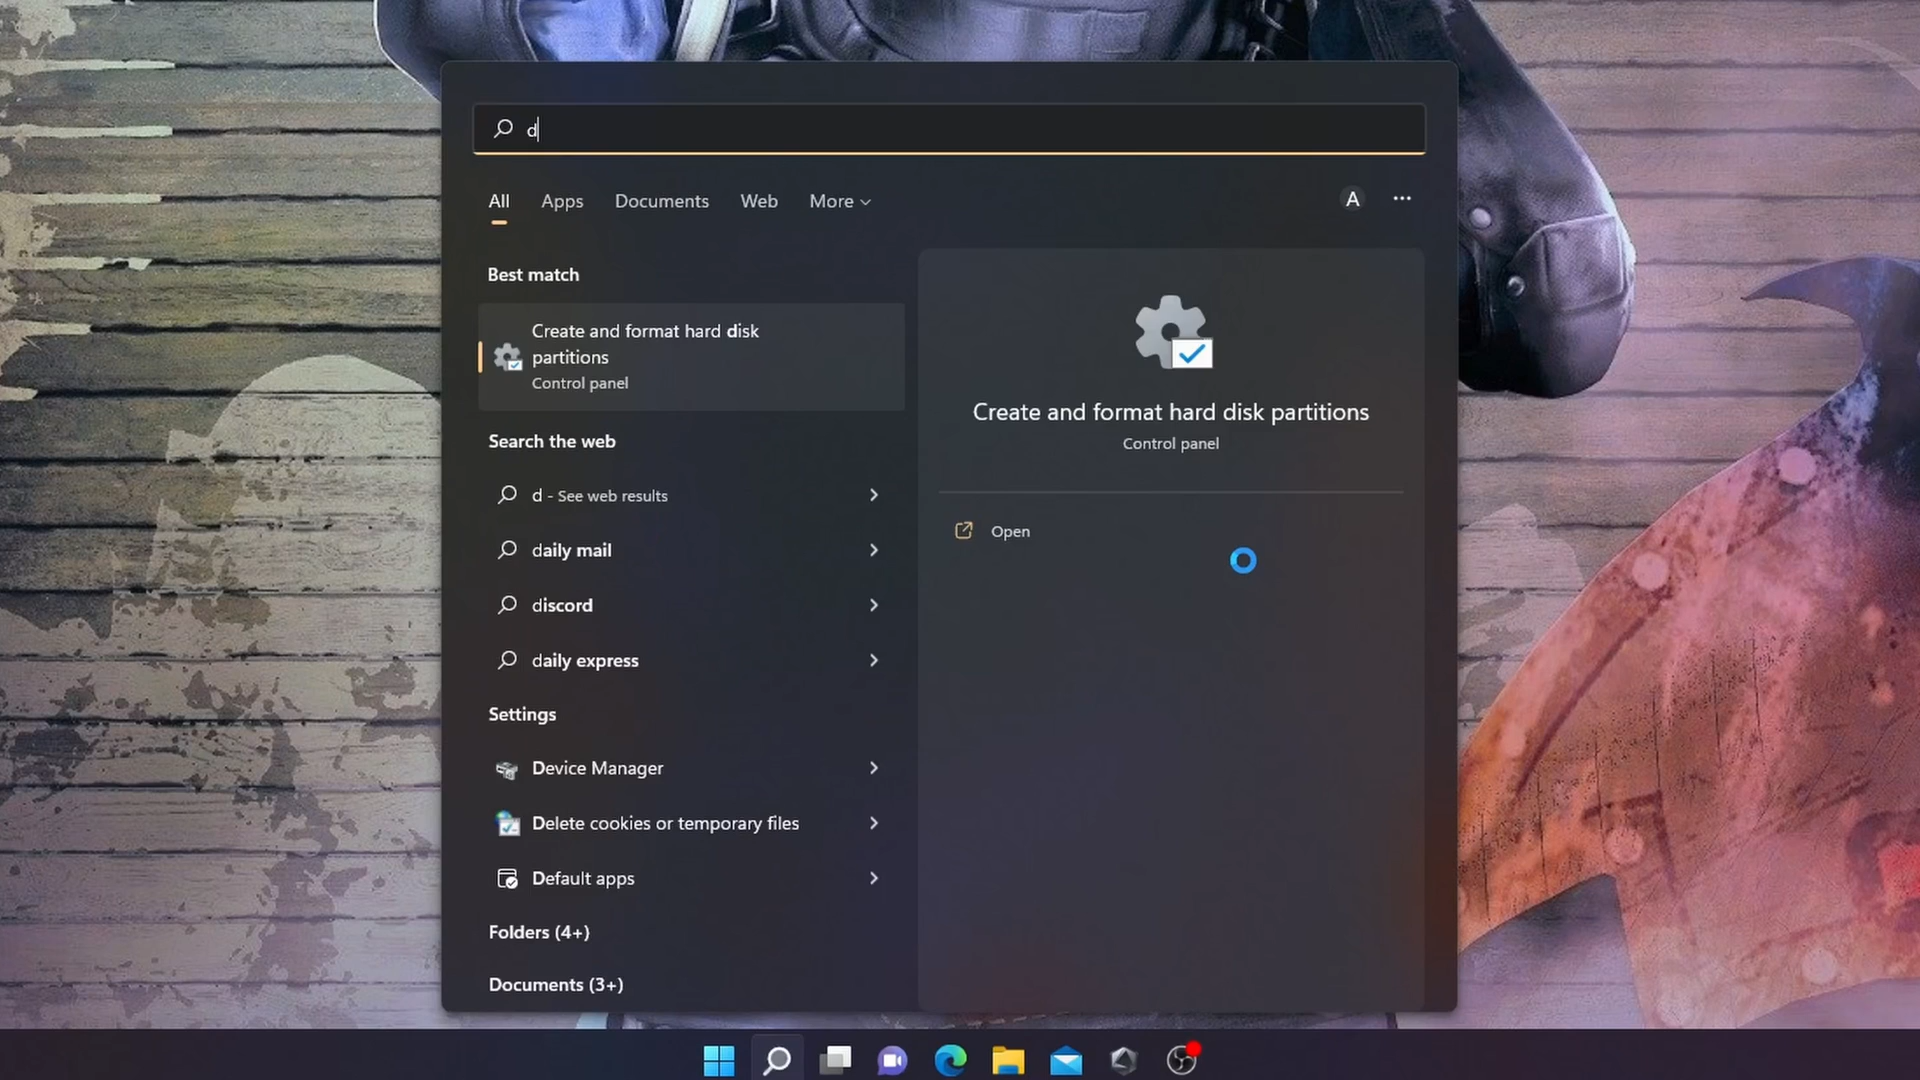 d
All Apps Documents Web More
A
Best match
Create and format hard disk
partitions
Control panel
Search the web
d - See web results
daily mail
discord
daily express
Settings
Device Manager
Delete cookies or temporary files
Default apps
Folders (4+)
Documents (3+)
Create and format hard disk partitions
Control panel
Open